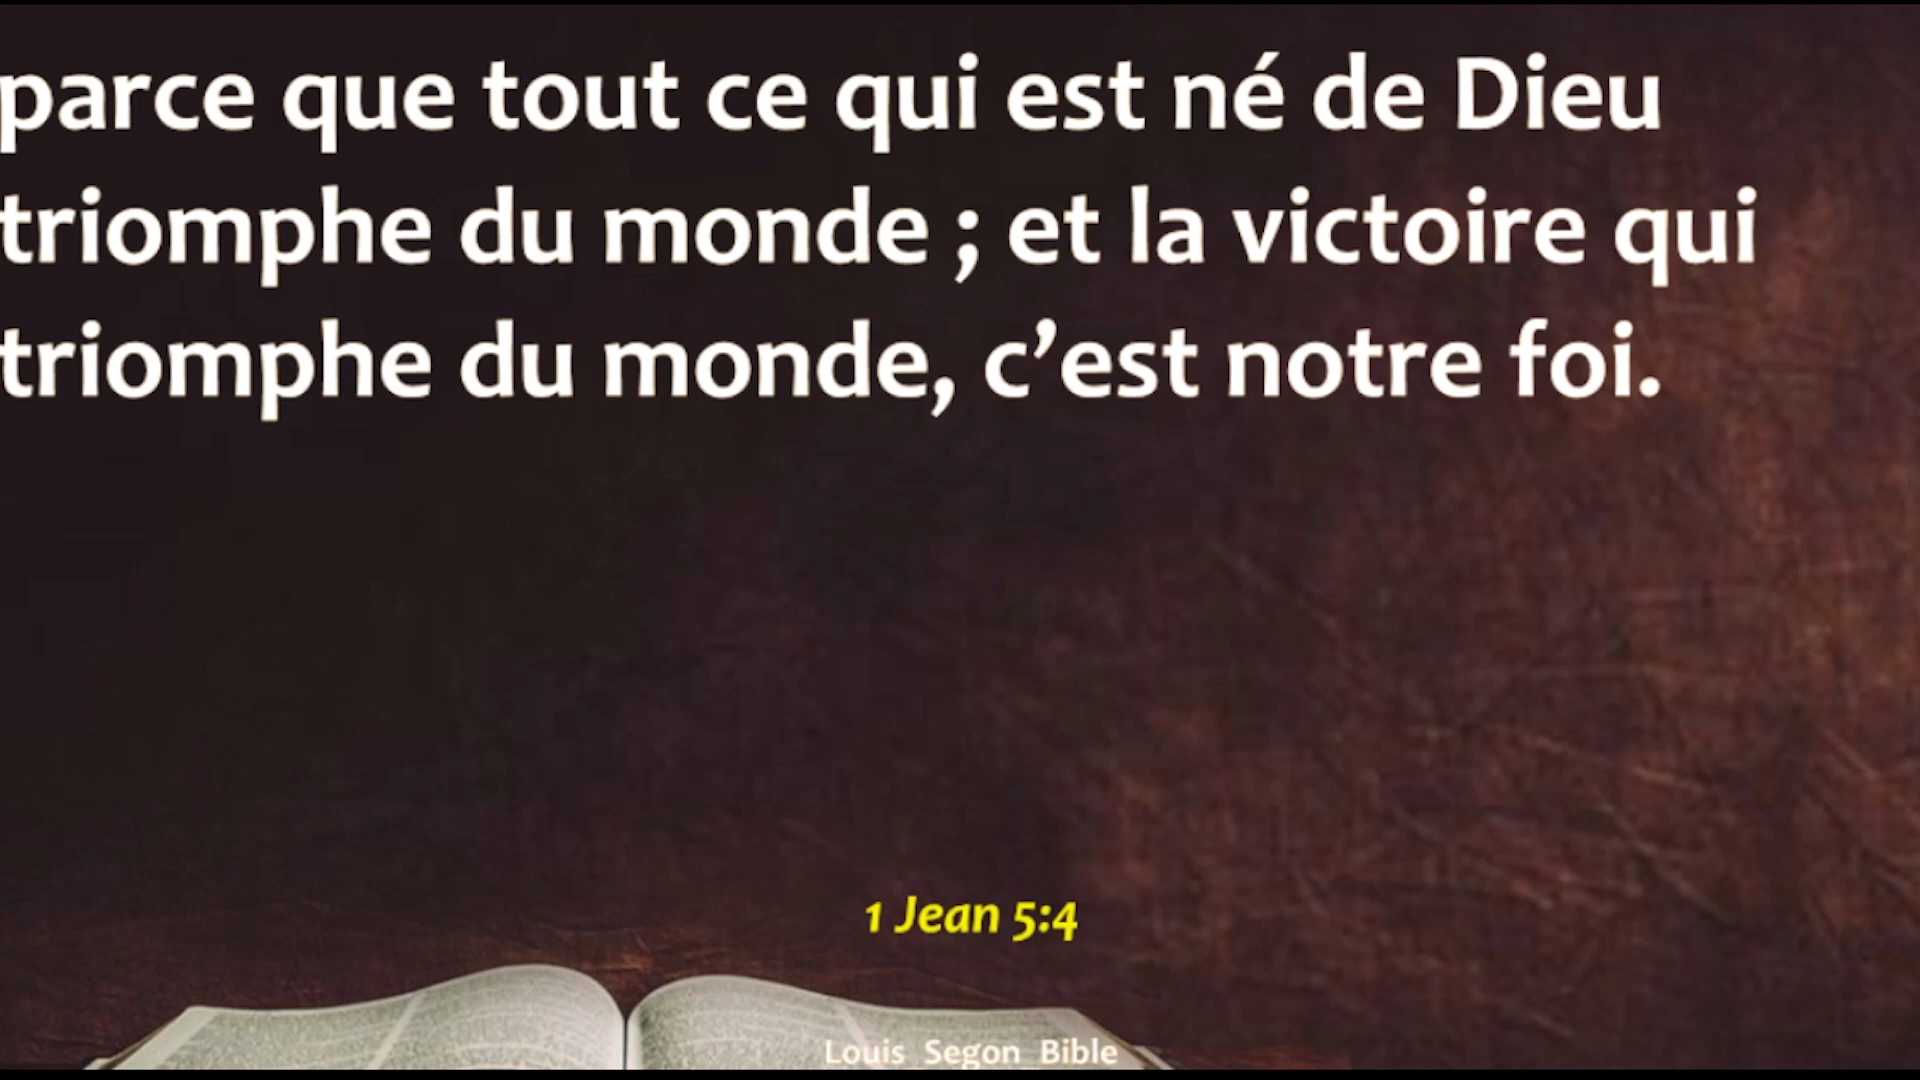 parce que tout ce qui est né de Dieu
triomphe du monde ; et la victoire qui
triomphe du monde, c’est notre foi.
1 Jean 5:4
Louis Segon Bible